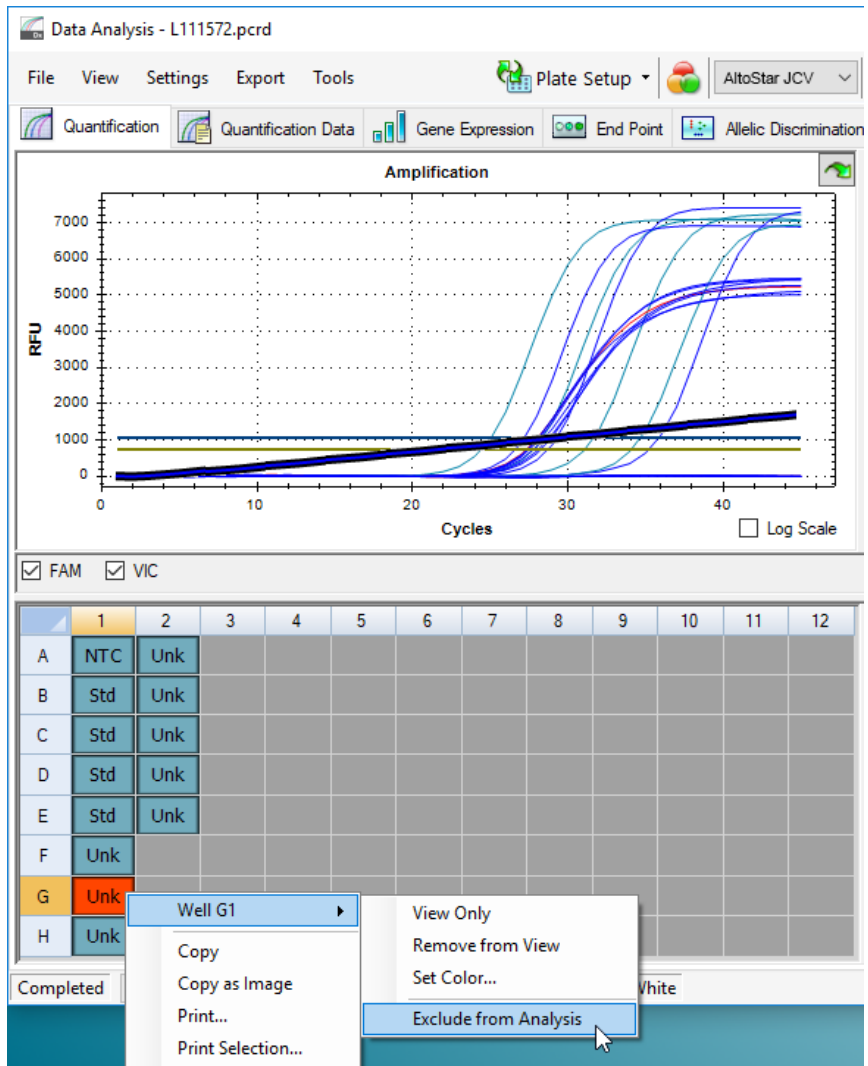 Data Analysis - L111572.pcrd
File View Settings Export Tools Plate Setup AltoStar JCV
Quantification Quantification Data Gene Expression End Point Allelic Discrimination
Amplification
7000
6000
5000
4000
3000
2000
1000
0
RFU
0 10 20 30 40
Cycles
Log Scale
FAM VIC
1 2 3 4 5 6 7 8 9 10 11 12
A NTC Unk
B Std Unk
C Std Unk
D Std Unk
E Std Unk
F Unk
G Unk
H Unk
Well G1
Copy
Copy as Image
Print...
Print Selection...
View Only
Remove from View
Set Color...
Exclude from Analysis
Completed
White